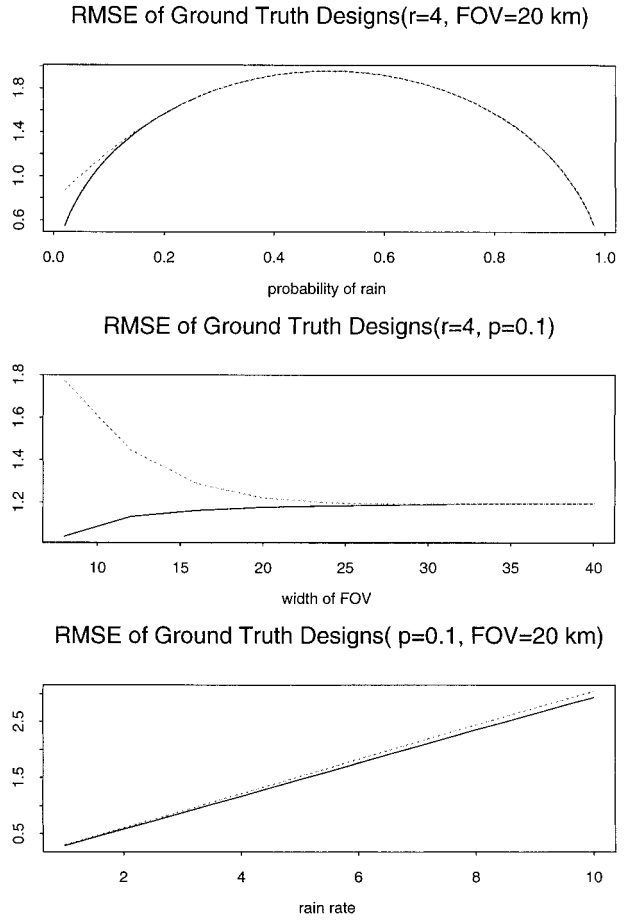 RMSE of Ground Truth Designs(r=4, FOV=20 km)
1.8
1.4
1.0
0.6
0.0 0.2 0.4 0.6 0.8 1.0
probability of rain
RMSE of Ground Truth Designs(r=4, p=0.1)
1.8
1.6
1.4
1.2
10 15 20 25 30 35 40
width of FOV
RMSE of Ground Truth Designs( p=0.1, FOV=20 km)
2.5
1.5
0.5
2 4 6 8 10
rain rate